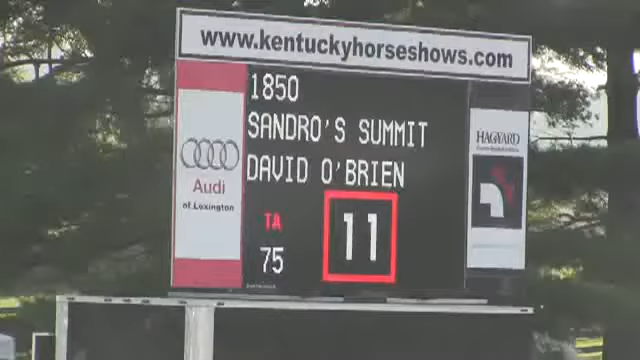 www.kentuckyhorseshows.com
1850
SANDRO'S SUMMIT
DAVID O'BRIEN
Audi
of Lexington
TA
75
11
HAGYARD